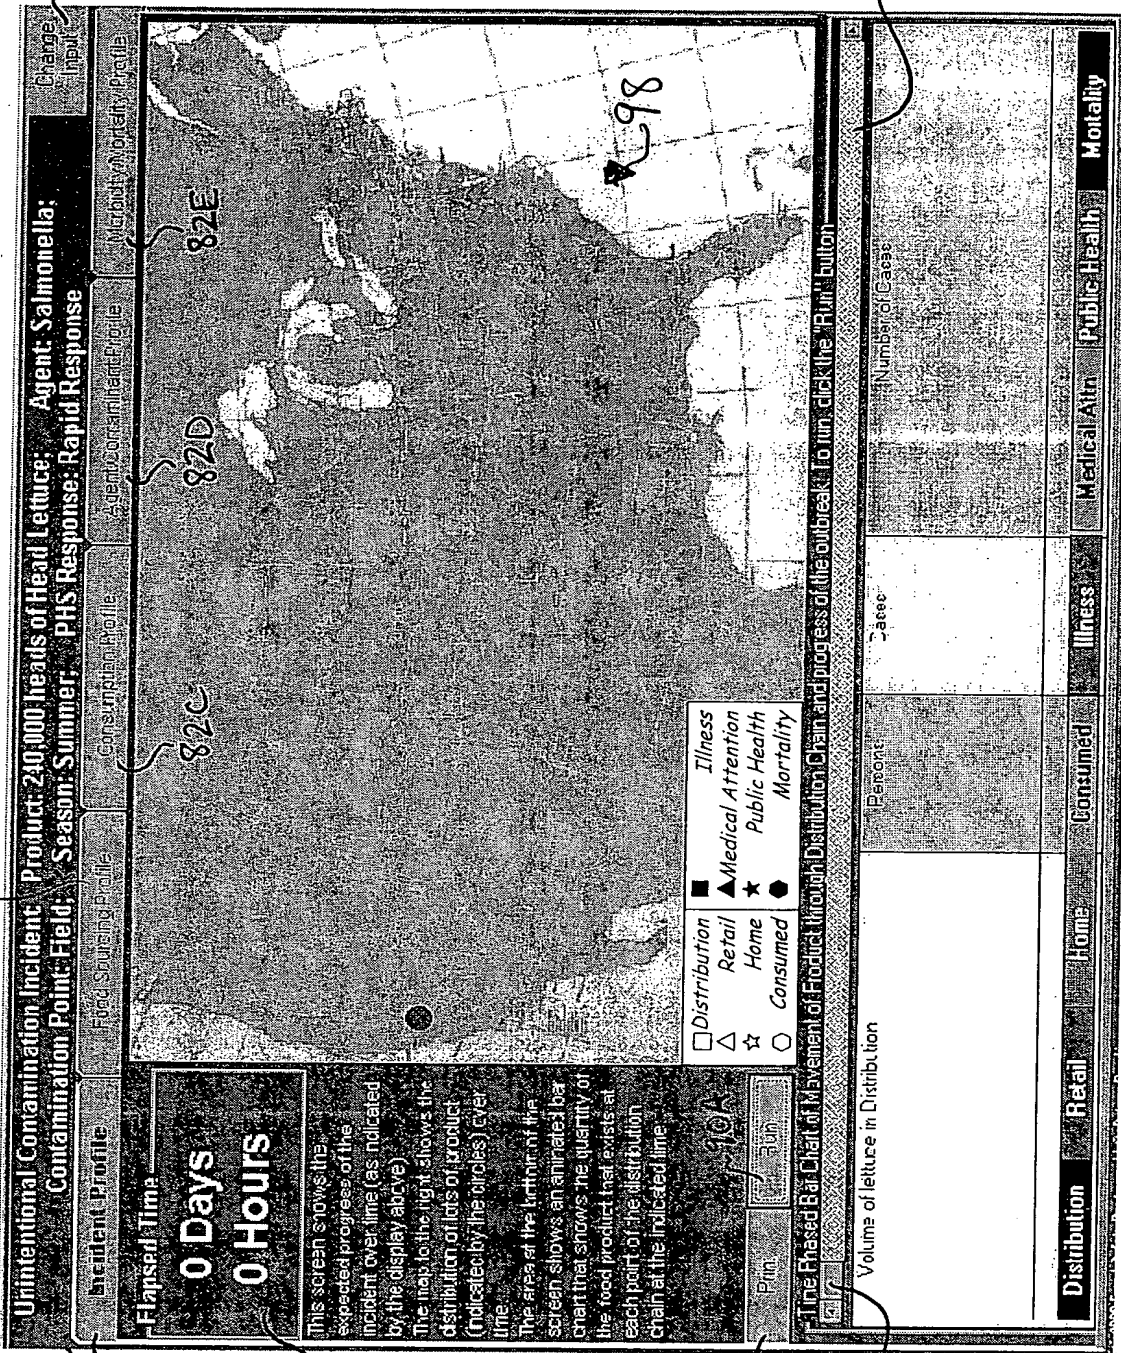 Unintentional Contamination Incident: Product: 210,000 heads of Head Lettuce; Agent: Salmonella;
Contamination Point: Field; Season: Summer; PHS Response: Rapid Response
Change Input
Incident Profile
Food Sourcing Profile
Consumption Profile
Agent/Contaminant Profile
Morbidity/Mortality Profile
82C
82D
82E
Elapsed Time
0 Days
0 Hours
This screen shows the
expected progress of the
incident over time (as indicated
by the display above)
The map to the right shows the
distribution of lots of product
(indicated by the circles) over
time
The area at the bottom of the
screen shows an animated bar
chart that shows the quantity of
the food product that exists at
each point of the distribution
chain at the indicated time
90A
Print
Run
98
Distribution
Retail
Home
Consumed
Illness
Medical Attention
Public Health
Mortality
Time Phased Bar Chart of Movement of Product through Distribution Chain and progress of the outbreak. To run, click the "Run" button
Volume of lettuce in Distribution
Persons
Cases
Number of Cases
Distribution
Retail
Home
Consumed
Illness
Medical Attn
Public Health
Mortality